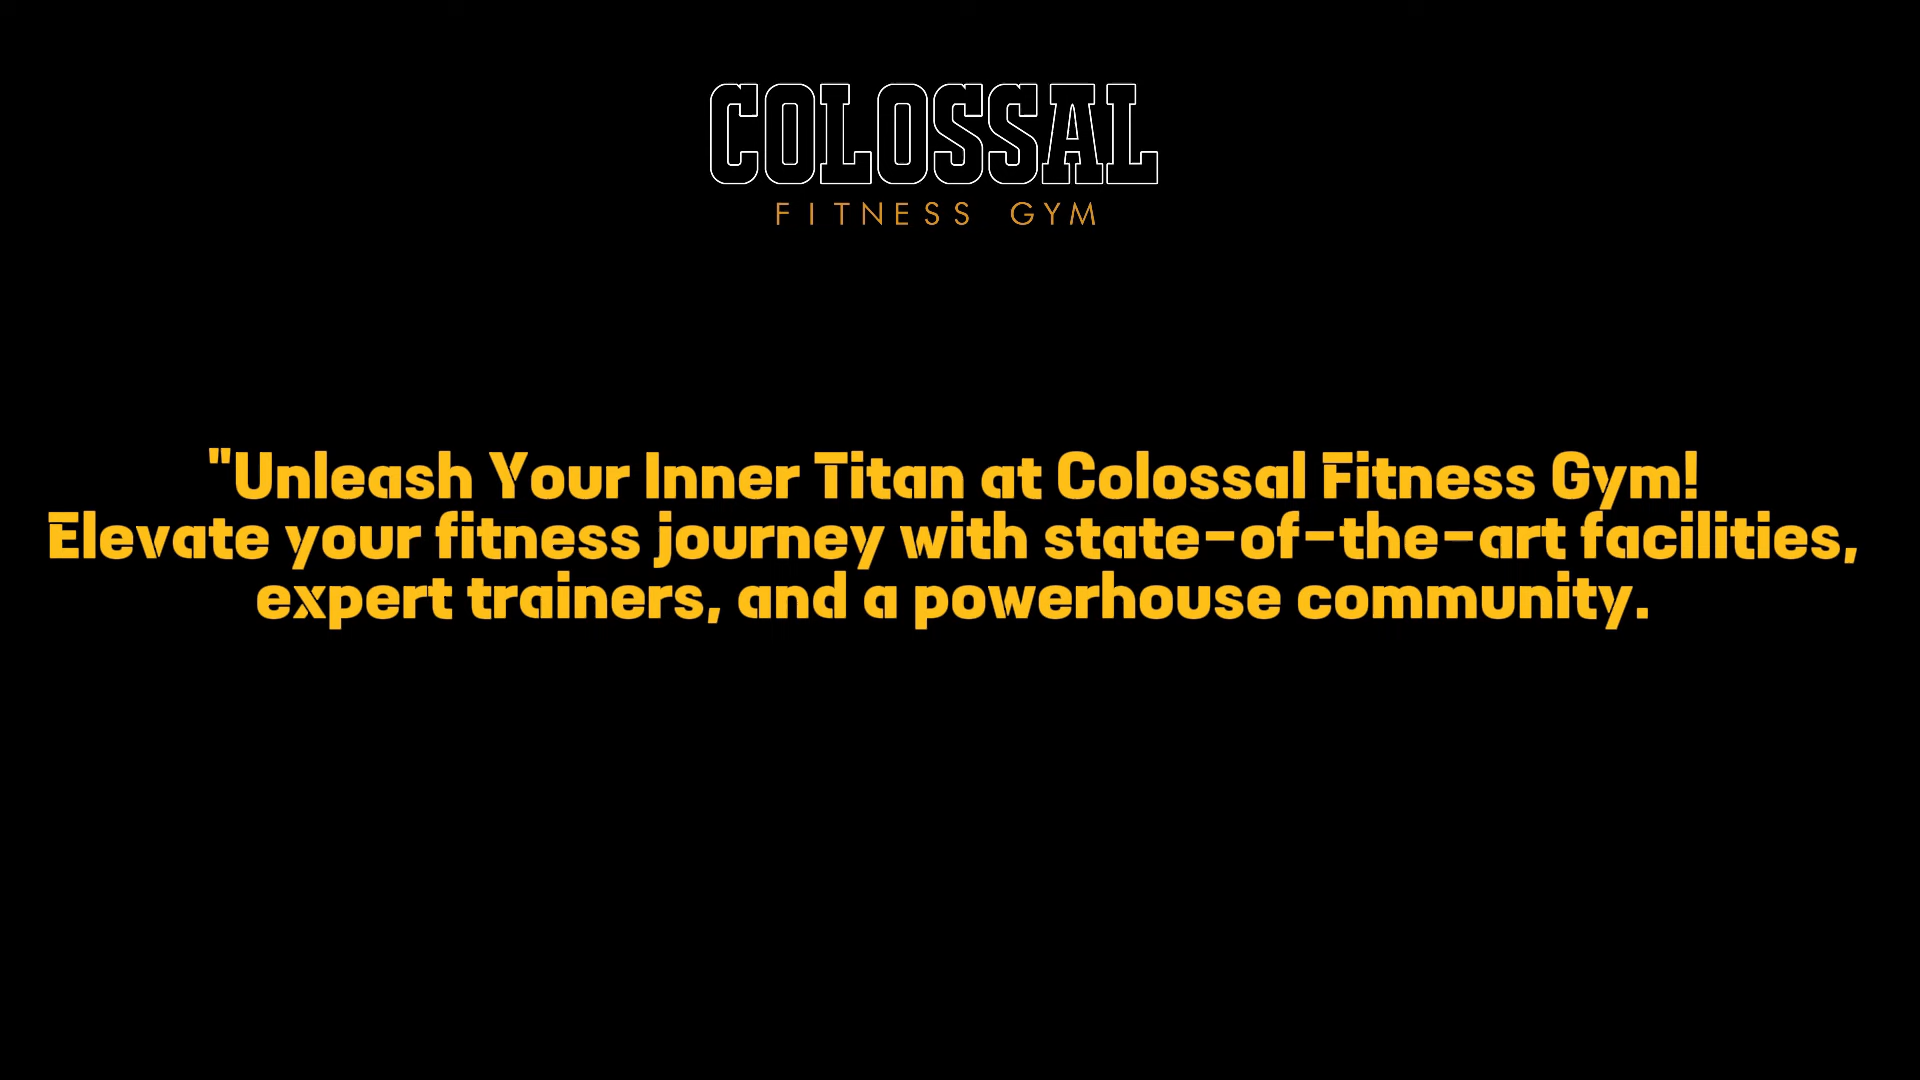 COLOSSAL
FITNESS GYM
"Unleash Your Inner Titan at Colossal Fitness Gym!
Elevate your fitness journey with state-of-the-art facilities,
expert trainers, and a powerhouse community.